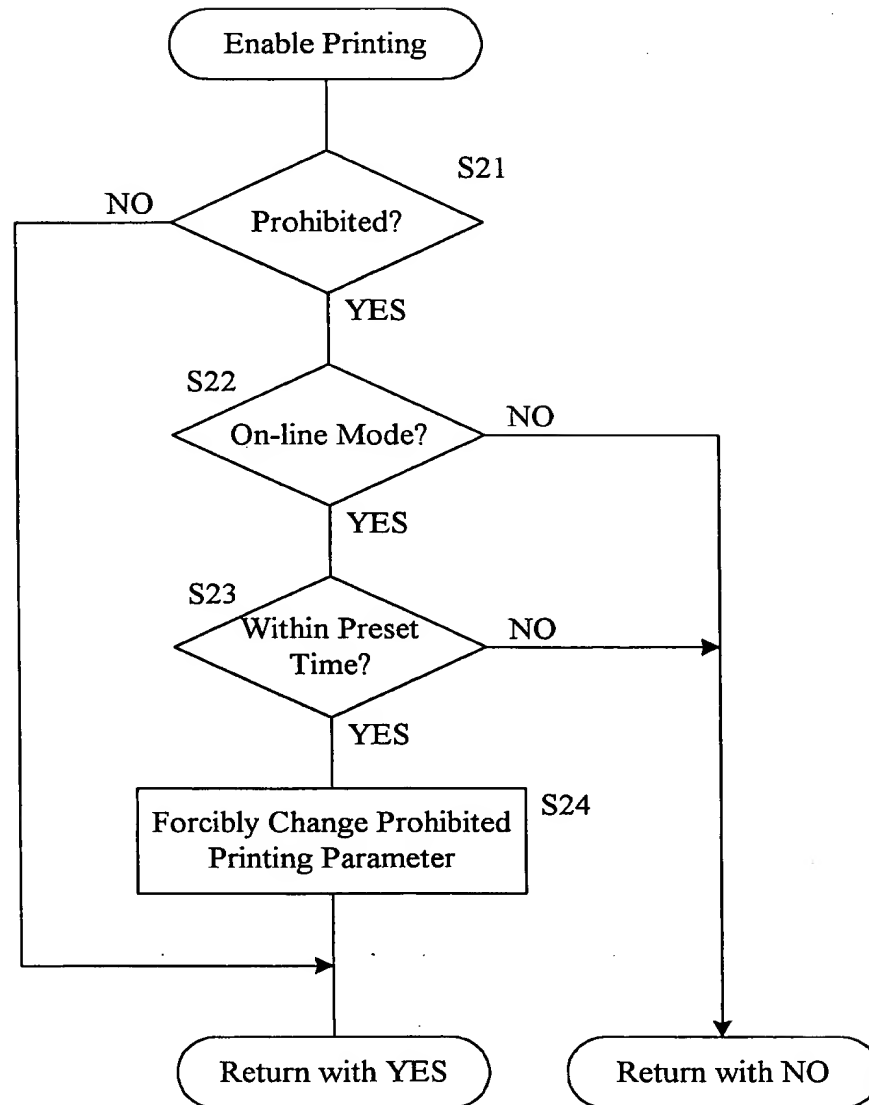 Enable Printing
S21
NO
Prohibited?
YES
S22
On-line Mode?
NO
YES
S23
Within Preset
Time?
NO
YES
S24
Forcibly Change Prohibited
Printing Parameter
Return with YES
Return with NO